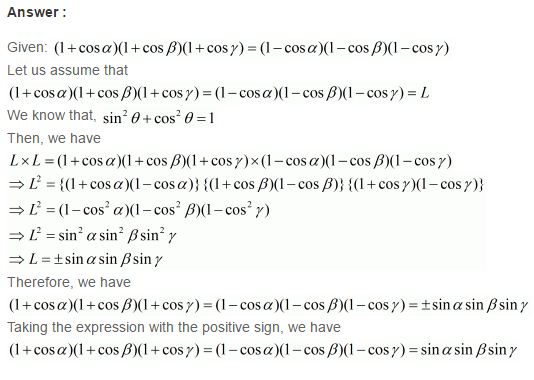 Answer :
Given: (1+cosα)(1+cosβ)(1+cosγ)=(1−cosα)(1−cosβ)(1−cosγ)
Let us assume that
(1+cosα)(1+cosβ)(1+cosγ)=(1−cosα)(1−cosβ)(1−cosγ)=L
We know that, sin²θ+cos²θ=1
Then, we have
L×L=(1+cosα)(1+cosβ)(1+cosγ)×(1−cosα)(1−cosβ)(1−cosγ)
⇒L²={(1+cosα)(1−cosα)}{(1+cosβ)(1−cosβ)}{(1+cosγ)(1−cosγ)}
⇒L²=(1−cos²α)(1−cos²β)(1−cos²γ)
⇒L²=sin²αsin²βsin²γ
⇒L=±sinαsinβsinγ
Therefore, we have
(1+cosα)(1+cosβ)(1+cosγ)=(1−cosα)(1−cosβ)(1−cosγ)=±sinαsinβsinγ
Taking the expression with the positive sign, we have
(1+cosα)(1+cosβ)(1+cosγ)=(1−cosα)(1−cosβ)(1−cosγ)=sinαsinβsinγ